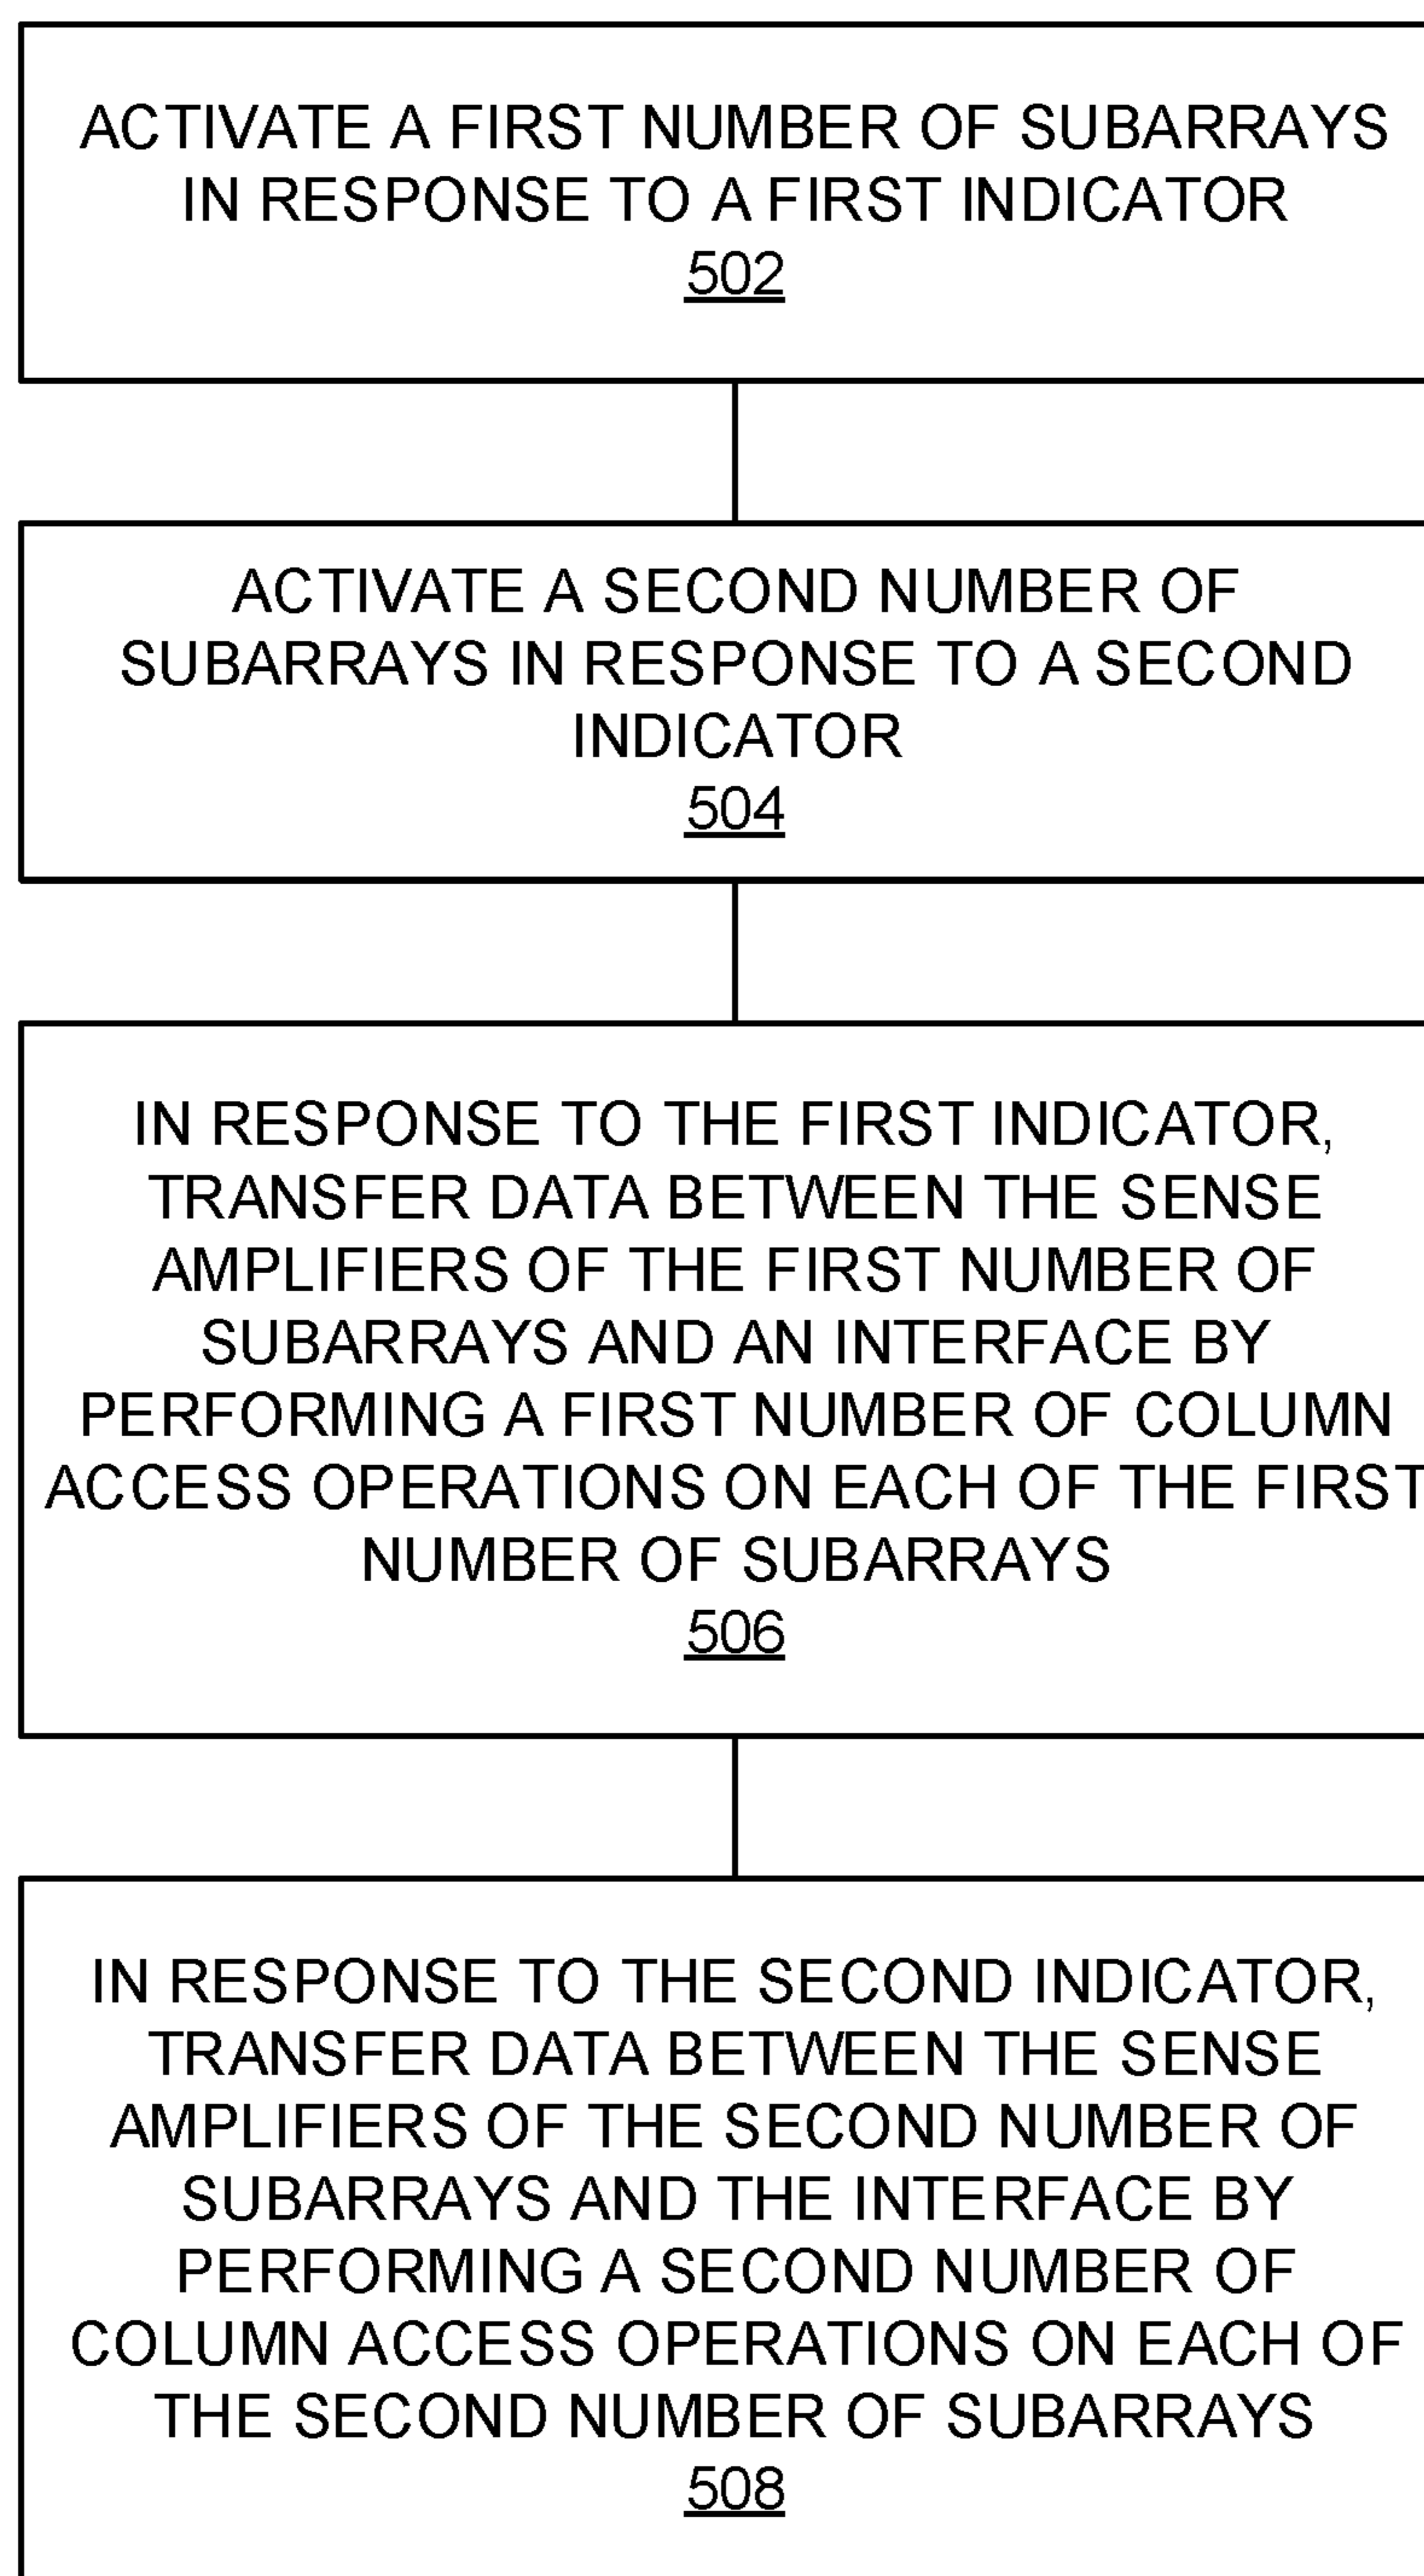 ACTIVATE A FIRST NUMBER OF SUBARRAYS
IN RESPONSE TO A FIRST INDICATOR
502
ACTIVATE A SECOND NUMBER OF
SUBARRAYS IN RESPONSE TO A SECOND
INDICATOR
504
IN RESPONSE TO THE FIRST INDICATOR,
TRANSFER DATA BETWEEN THE SENSE
AMPLIFIERS OF THE FIRST NUMBER OF
SUBARRAYS AND AN INTERFACE BY
PERFORMING A FIRST NUMBER OF COLUMN
ACCESS OPERATIONS ON EACH OF THE FIRST
NUMBER OF SUBARRAYS
506
IN RESPONSE TO THE SECOND INDICATOR,
TRANSFER DATA BETWEEN THE SENSE
AMPLIFIERS OF THE SECOND NUMBER OF
SUBARRAYS AND THE INTERFACE BY
PERFORMING A SECOND NUMBER OF
COLUMN ACCESS OPERATIONS ON EACH OF
THE SECOND NUMBER OF SUBARRAYS
508